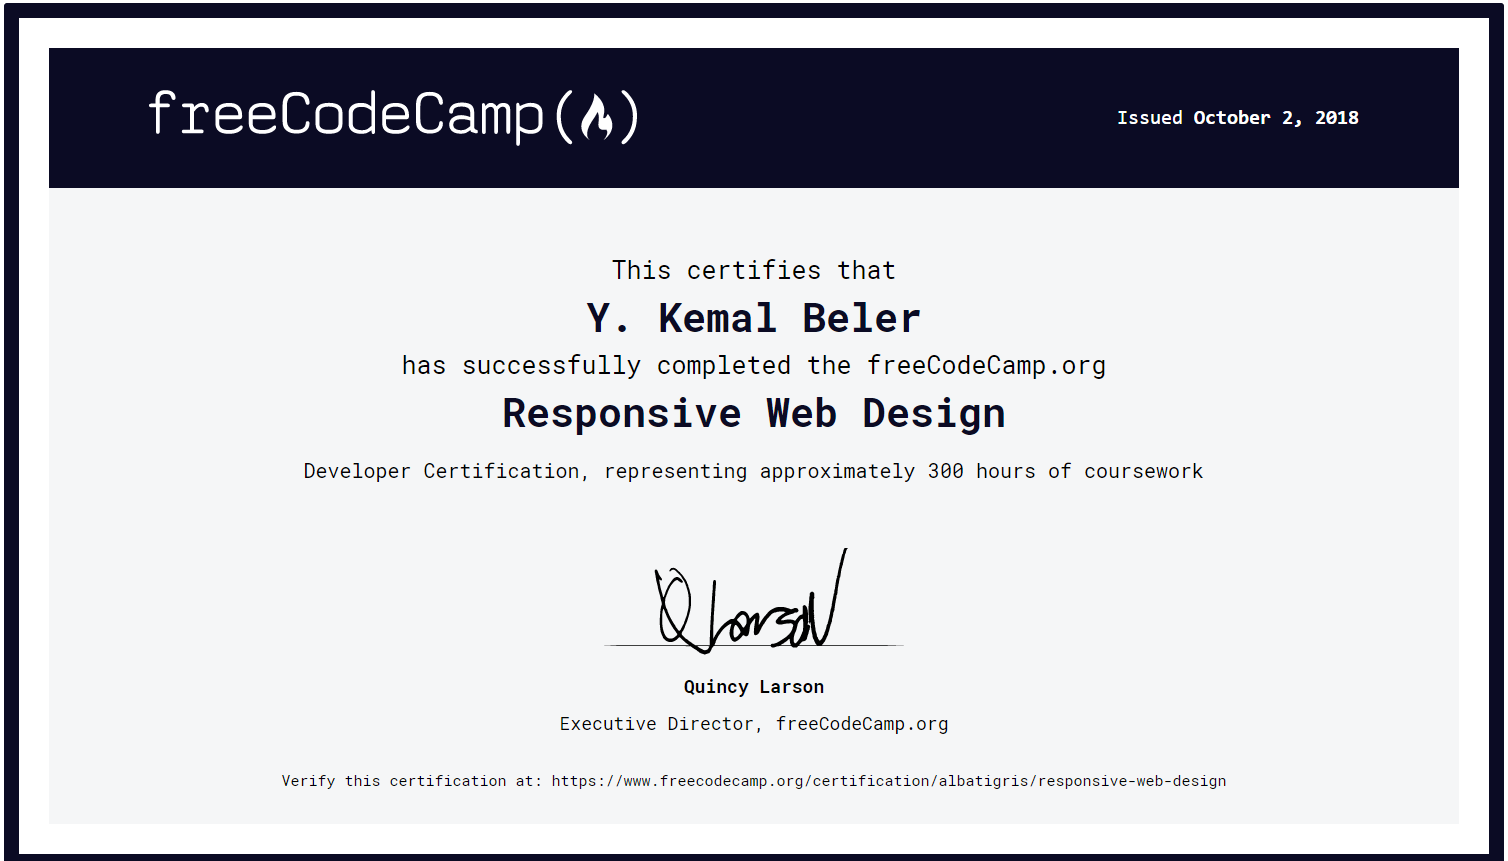 freeCodeCamp
Issued October 2, 2018
This certifies that
Y. Kemal Beler
has successfully completed the freeCodeCamp.org
Responsive Web Design
Developer Certification, representing approximately 300 hours of coursework
Q Larson
Quincy Larson
Executive Director, freeCodeCamp.org
Verify this certification at: https://www.freecodecamp.org/certification/albatigris/responsive-web-design